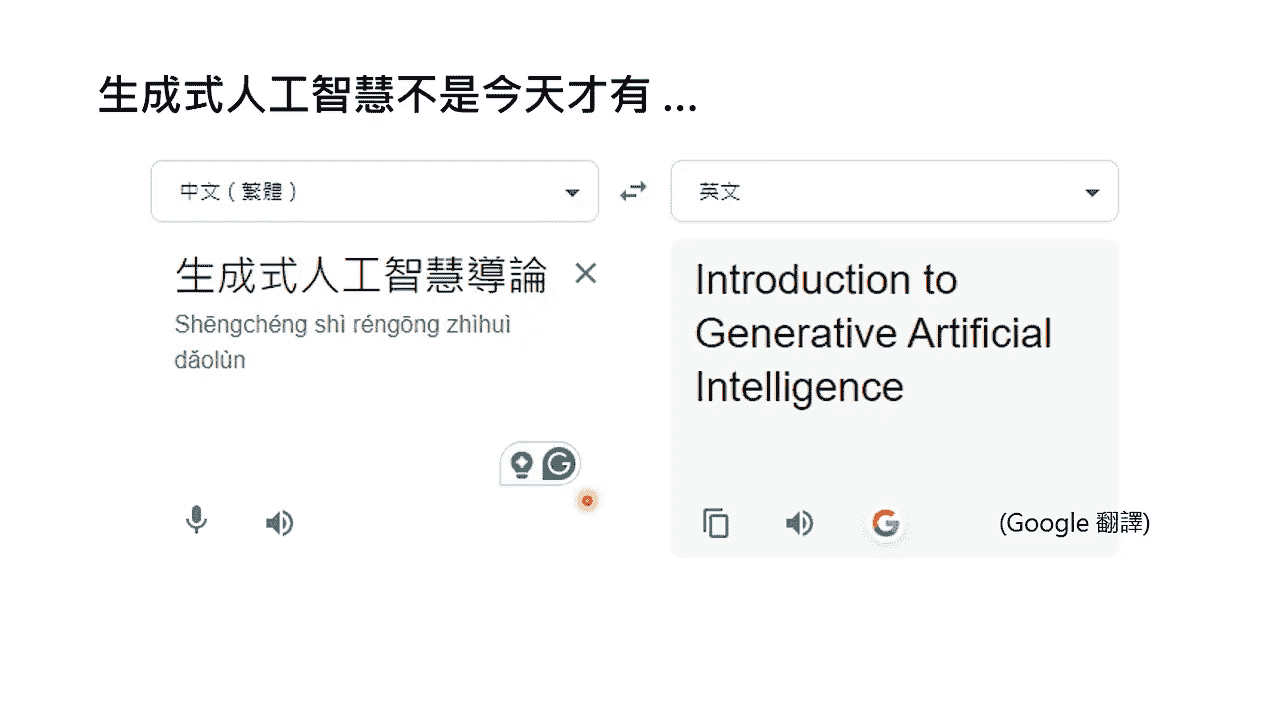 生成式人工智慧不是今天才有 ...
中文（繁體）
英文
生成式人工智慧導論
Shēngchéng shì réngōng zhìhuì
dǎolùn
Introduction to
Generative Artificial
Intelligence
(Google 翻譯)